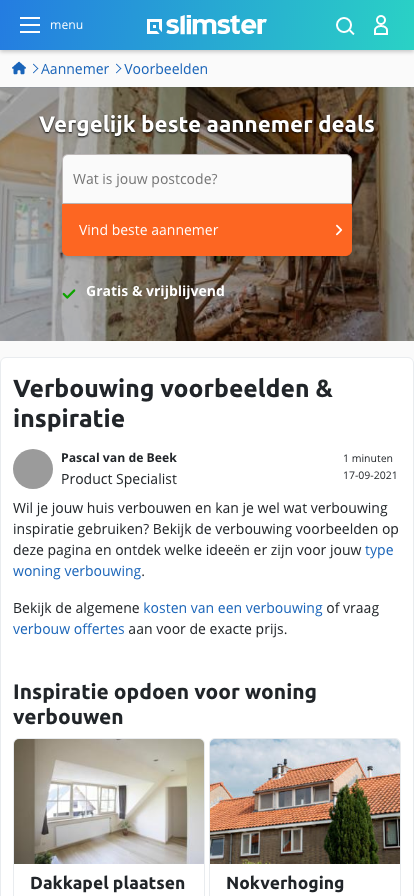 menu
slimster
Aannemer
Voorbeelden
Vergelijk beste aannemer deals
Wat is jouw postcode?
Vind beste aannemer
Gratis & vrijblijvend
Verbouwing voorbeelden &
inspiratie
Pascal van de Beek
1 minuten
Product Specialist
17-09-2021
Wil je jouw huis verbouwen en kan je wel wat verbouwing
inspiratie gebruiken? Bekijk de verbouwing voorbeelden op
deze pagina en ontdek welke ideeën er zijn voor jouw type
woning verbouwing.
Bekijk de algemene kosten van een verbouwing of vraag
verbouw offertes aan voor de exacte prijs.
Inspiratie opdoen voor woning
verbouwen
Dakkapel plaatsen
Nokverhoging